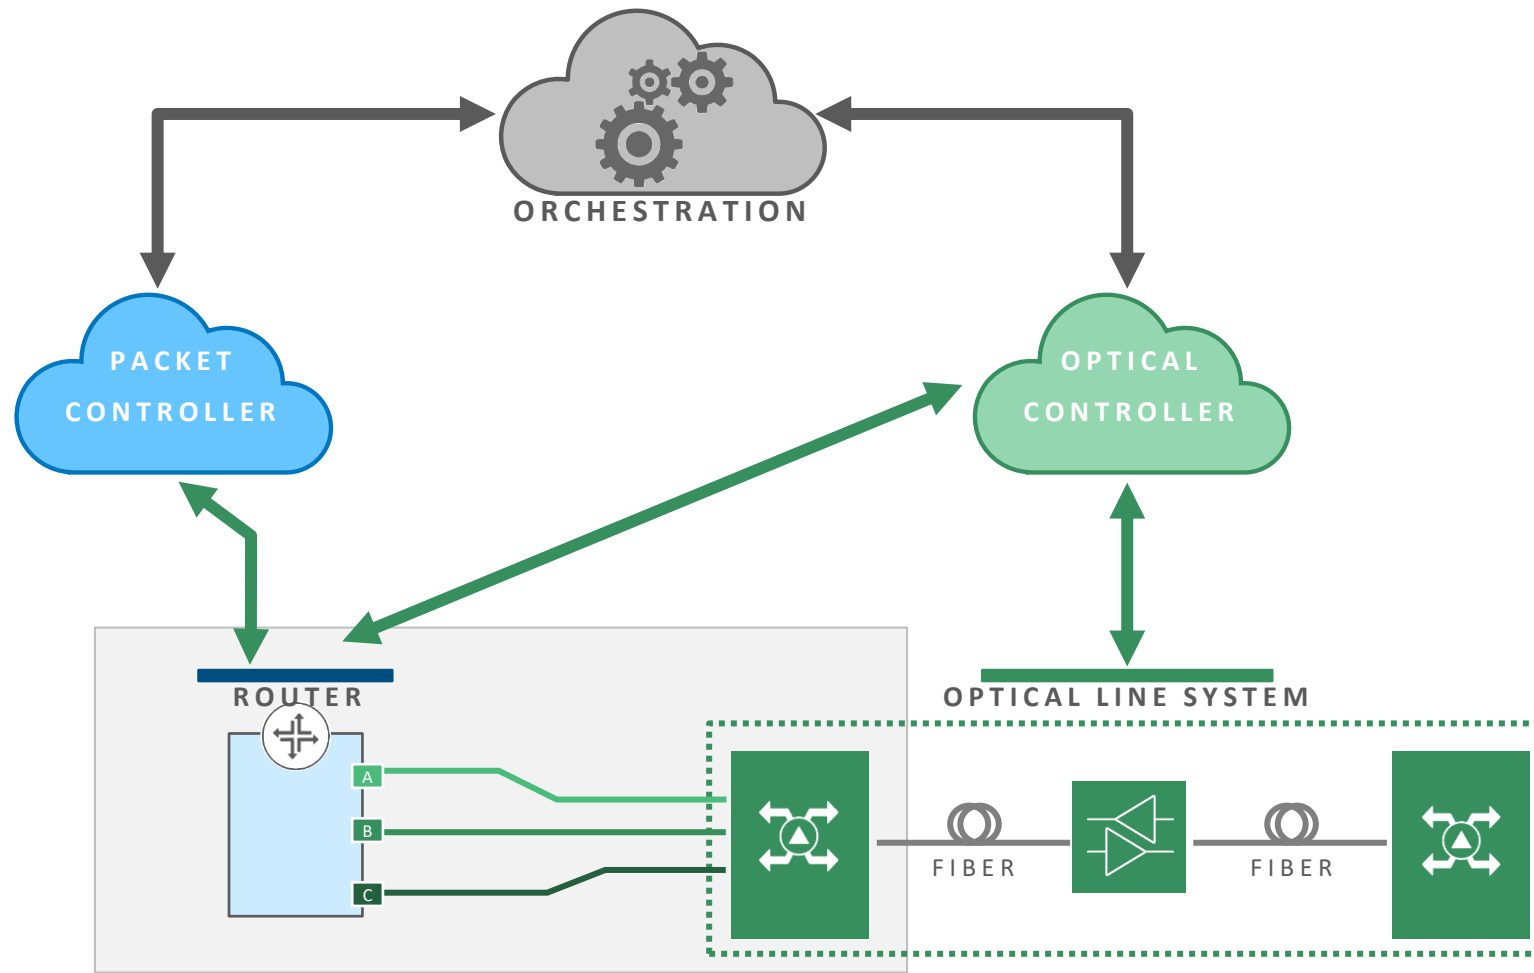 ORCHESTRATION
PACKET
CONTROLLER
OPTICAL
CONTROLLER
ROUTER
OPTICAL LINE SYSTEM
A
B
C
FIBER
FIBER